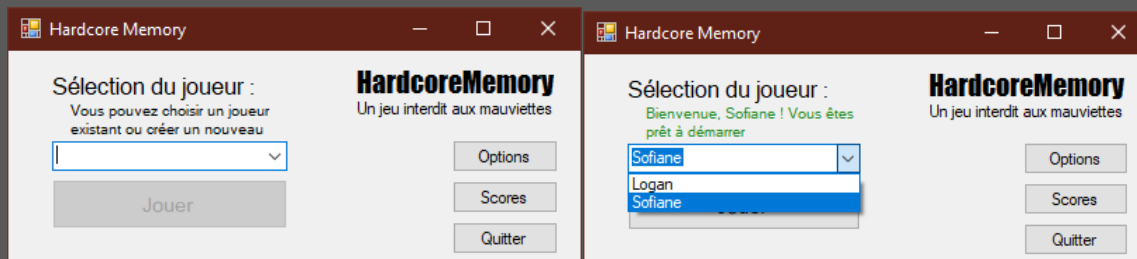 Hardcore Memory
Sélection du joueur :
Vous pouvez choisir un joueur
existant ou créer un nouveau
Jouer
HardcoreMemory
Un jeu interdit aux mauviettes
Options
Scores
Quitter
Hardcore Memory
Sélection du joueur :
Bienvenue, Sofiane ! Vous êtes
prêt à démarrer
Sofiane
Logan
Sofiane
HardcoreMemory
Un jeu interdit aux mauviettes
Options
Scores
Quitter